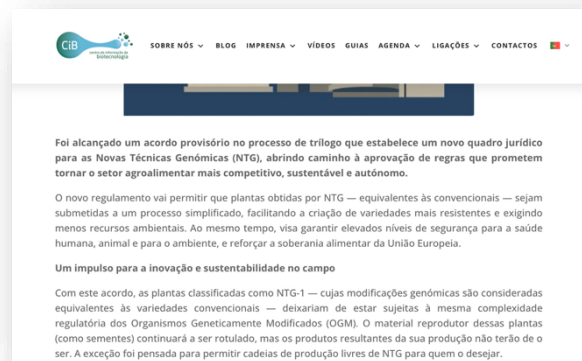 CiB centro de informação de biotecnologia
SOBRE NÓS BLOG IMPRENSA VÍDEOS GUIAS AGENDA LIGAÇÕES CONTACTOS
Foi alcançado um acordo provisório no processo de trílogo que estabelece um novo quadro jurídico
para as Novas Técnicas Genómicas (NTG), abrindo caminho à aprovação de regras que prometem
tornar o setor agroalimentar mais competitivo, sustentável e autónomo.
O novo regulamento vai permitir que plantas obtidas por NTG — equivalentes às convencionais — sejam
submetidas a um processo simplificado, facilitando a criação de variedades mais resistentes e exigindo
menos recursos ambientais. Ao mesmo tempo, visa garantir elevados níveis de segurança para a saúde
humana, animal e para o ambiente, e reforçar a soberania alimentar da União Europeia.
Um impulso para a inovação e sustentabilidade no campo
Com este acordo, as plantas classificadas como NTG-1 — cujas modificações genómicas são consideradas
equivalentes às variedades convencionais — deixariam de estar sujeitas à mesma complexidade
regulatória dos Organismos Geneticamente Modificados (OGM). O material reprodutor dessas plantas
(como sementes) continuará a ser rotulado, mas os produtos resultantes da sua produção não terão de o
ser. A exceção foi pensada para permitir cadeias de produção livres de NTG para quem o desejar.